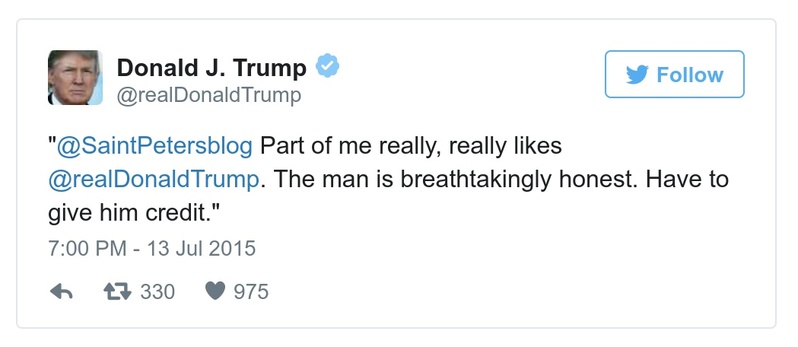 Donald J. Trump
@realDonaldTrump
Follow
"@SaintPetersblog Part of me really, really likes
@realDonaldTrump. The man is breathtakingly honest. Have to
give him credit."
7:00 PM - 13 Jul 2015
330 975